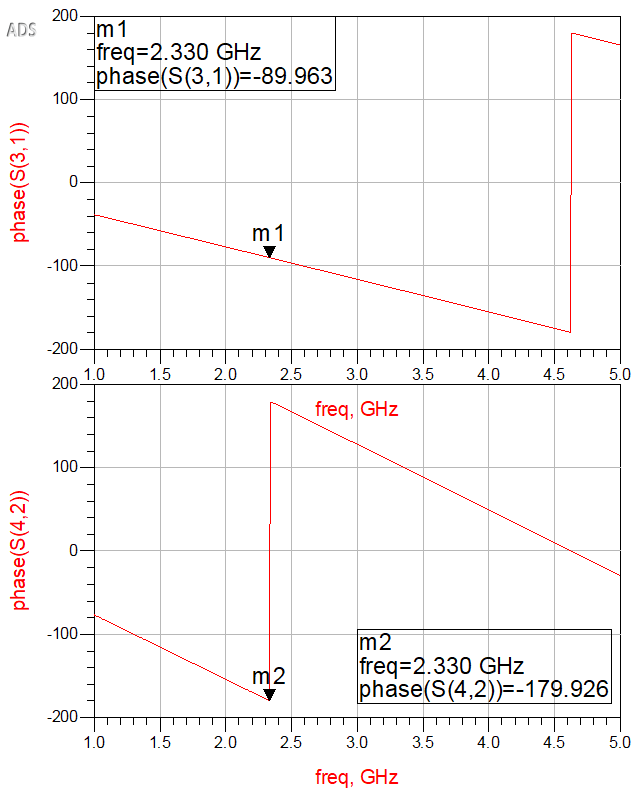 ADS
m1
freq=2.330 GHz
phase(S(3,1))=-89.963
200
100
0
-100
-200
phase(S(3,1))
m1
1.0 1.5 2.0 2.5 3.0 3.5 4.0 4.5 5.0
freq, GHz
200
100
0
-100
-200
phase(S(4,2))
m2
m2
freq=2.330 GHz
phase(S(4,2))=-179.926
1.0 1.5 2.0 2.5 3.0 3.5 4.0 4.5 5.0
freq, GHz